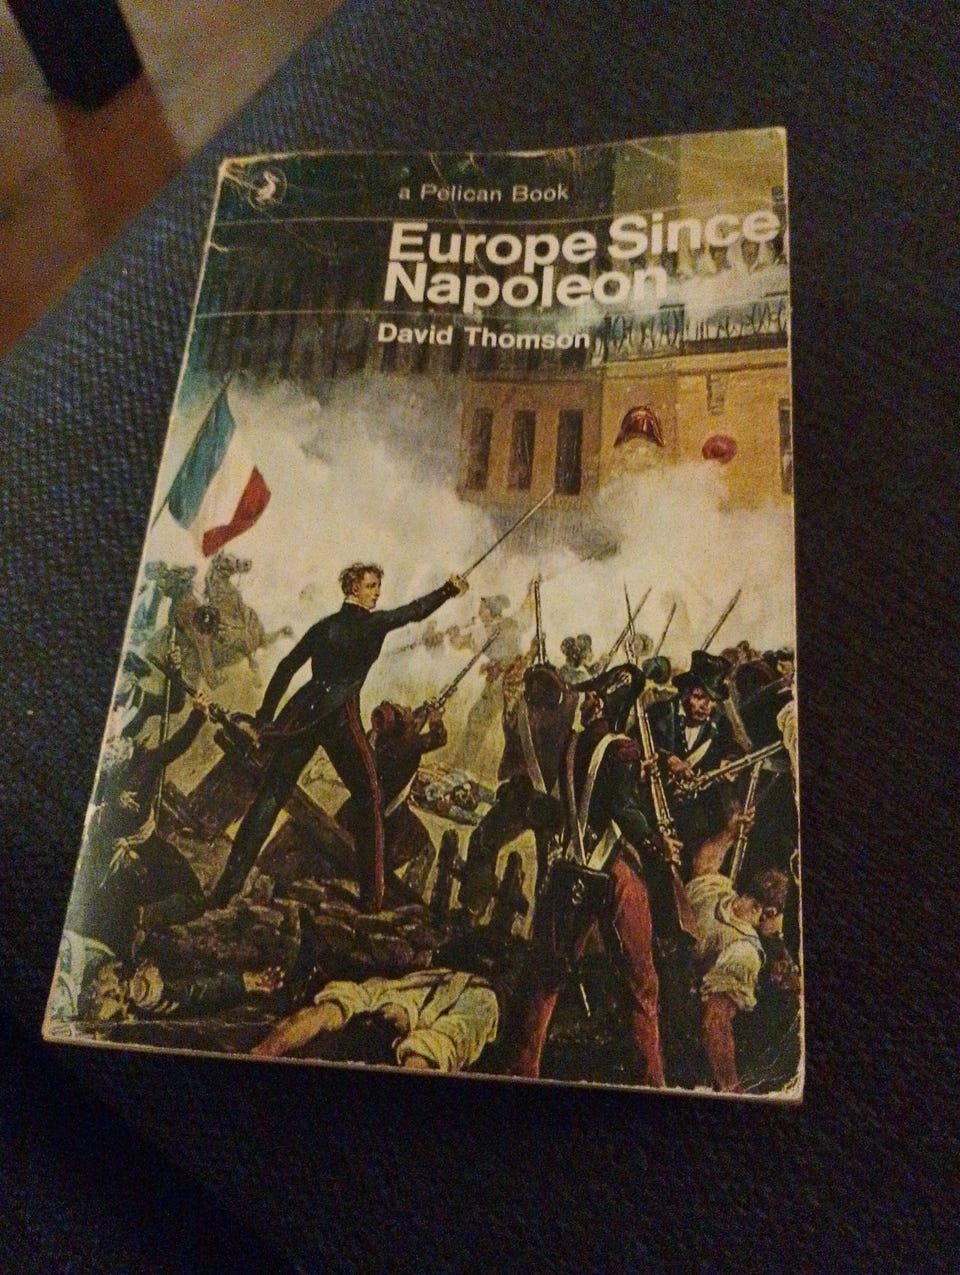 a Pelican Book
Europe Since
Napoleon
David Thomson